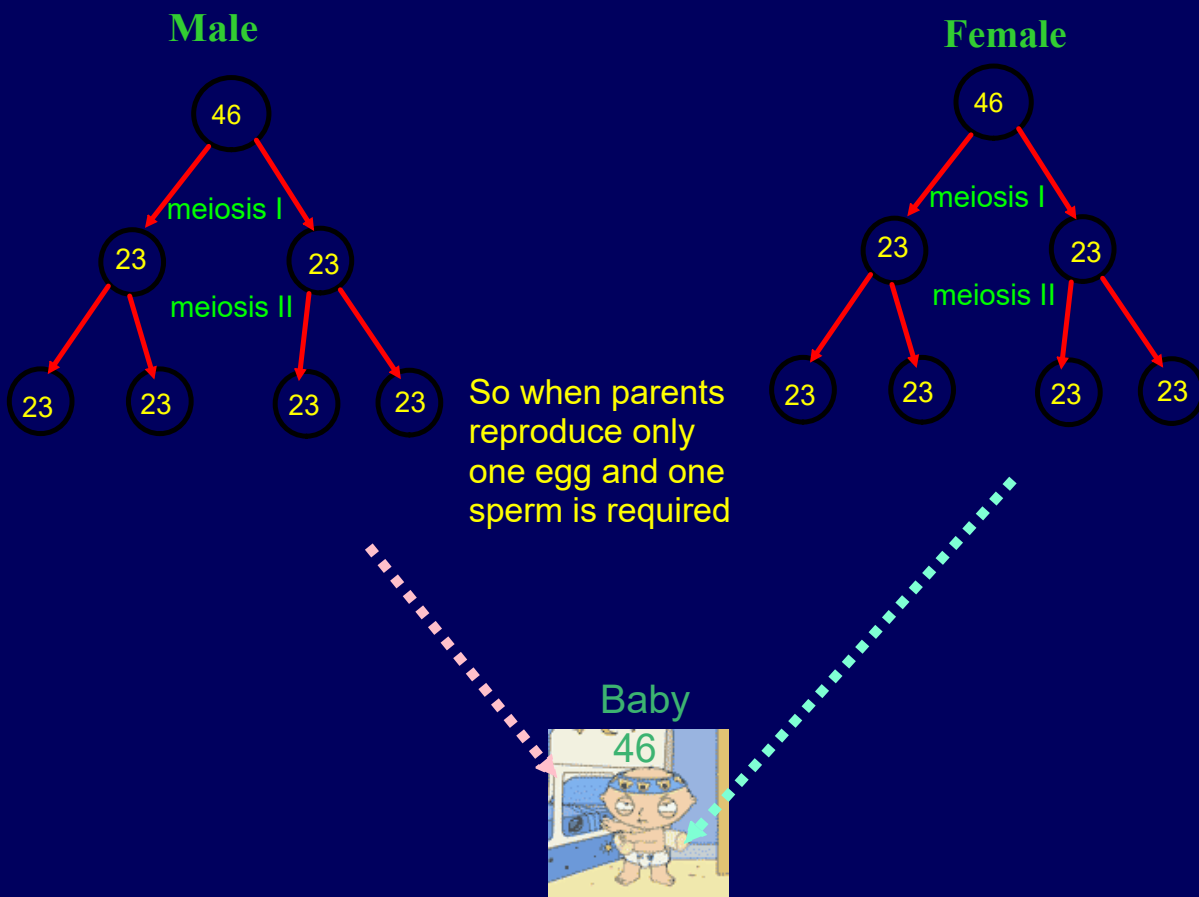 Male
Female
46
46
meiosis I
meiosis I
23
23
23
23
meiosis II
meiosis II
23
23
23
23
23
23
23
23
So when parents
reproduce only
one egg and one
sperm is required
Baby
46